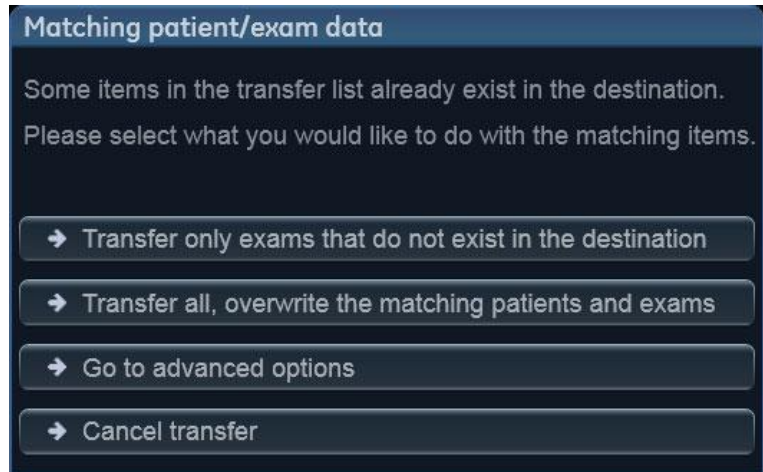 Matching patient/exam data
Some items in the transfer list already exist in the destination.
Please select what you would like to do with the matching items.
Transfer only exams that do not exist in the destination
Transfer all, overwrite the matching patients and exams
Go to advanced options
Cancel transfer